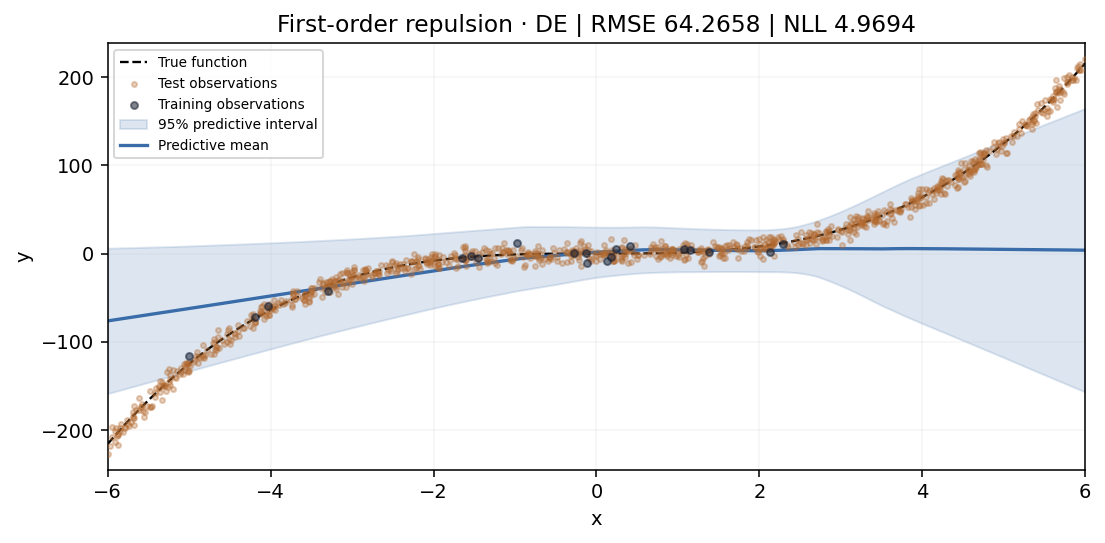 First-order repulsion · DE | RMSE 64.2658 | NLL 4.9694
True function
Test observations
Training observations
95% predictive interval
Predictive mean
200
100
0
−100
−200
y
−6 −4 −2 0 2 4 6
x